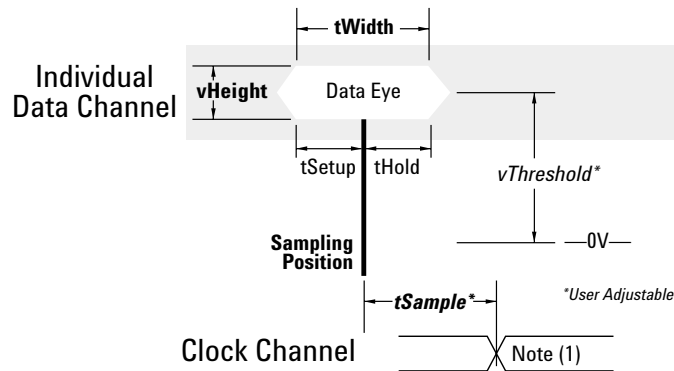 tWidth
Individual
Data Channel
vHeight
Data Eye
tSetup
tHold
vThreshold*
Sampling
Position
0V
tSample*
*User Adjustable
Clock Channel
Note (1)